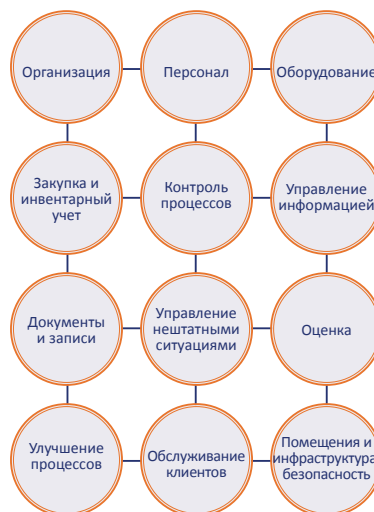 Организация
Персонал
Оборудование
Закупка и
инвентарный
учет
Контроль
процессов
Управление
информацией
Документы
и записи
Управление
нештатными
ситуациями
Оценка
Улучшение
процессов
Обслуживание
клиентов
Помещения и
инфраструктура
безопасность